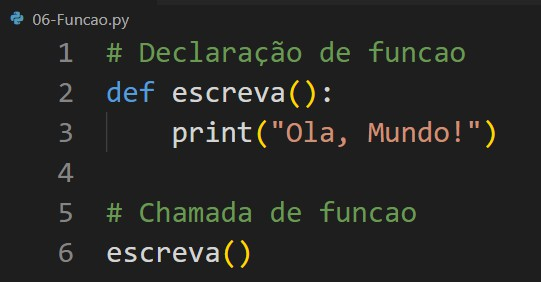 06-Funcao.py
1 # Declaração de funcao
2 def escreva():
3     print("Ola, Mundo!")
4
5 # Chamada de funcao
6 escreva()